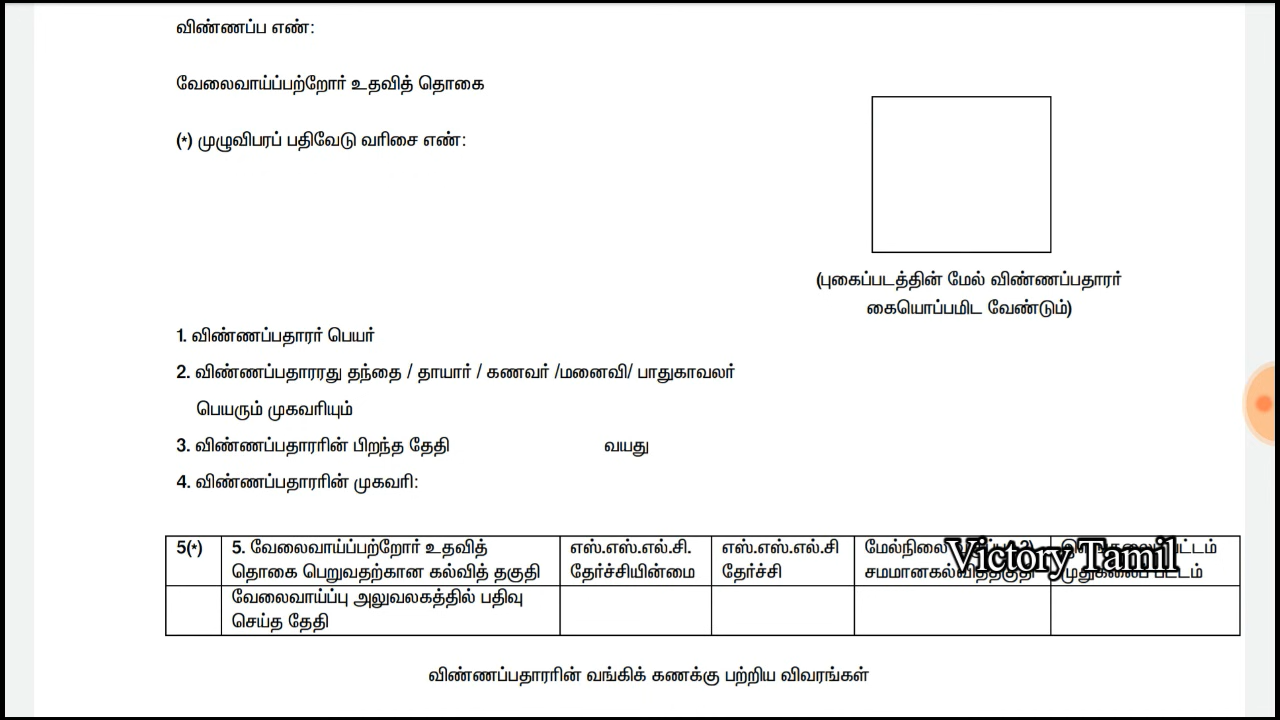 விண்ணப்ப எண்:
வேலைவாய்ப்பற்றோர் உதவித் தொகை
(*) முழுவிபரப் பதிவேடு வரிசை எண்:
(புகைப்படத்தின் மேல் விண்ணப்பதாரர்
கையொப்பமிட வேண்டும்)
1. விண்ணப்பதாரர் பெயர்
2. விண்ணப்பதாரரது தந்தை / தாயார் / கணவர் /மனைவி/ பாதுகாவலர்
பெயரும் முகவரியும்
3. விண்ணப்பதாரரின் பிறந்த தேதி வயது
4. விண்ணப்பதாரரின் முகவரி:
5(*) 5. வேலைவாய்ப்பற்றோர் உதவித் எஸ்.எஸ்.எல்.சி. எஸ்.எஸ்.எல்.சி மேல்நிலை
தொகை பெறுவதற்கான கல்வித் தகுதி தேர்ச்சியின்மை தேர்ச்சி பட்டம்
Victory Tamil
வேலைவாய்ப்பு அலுவலகத்தில் பதிவு
செய்த தேதி
விண்ணப்பதாரரின் வங்கிக் கணக்கு பற்றிய விவரங்கள்